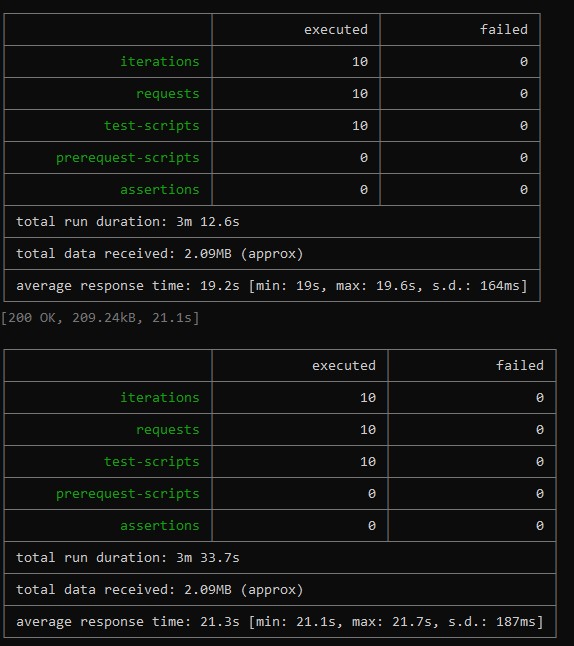 executed failed
iterations 10 0
requests 10 0
test-scripts 10 0
prerequest-scripts 0 0
assertions 0 0
total run duration: 3m 12.6s
total data received: 2.09MB (approx)
average response time: 19.2s [min: 19s, max: 19.6s, s.d.: 164ms]
[200 OK, 209.24kB, 21.1s]
executed failed
iterations 10 0
requests 10 0
test-scripts 10 0
prerequest-scripts 0 0
assertions 0 0
total run duration: 3m 33.7s
total data received: 2.09MB (approx)
average response time: 21.3s [min: 21.1s, max: 21.7s, s.d.: 187ms]